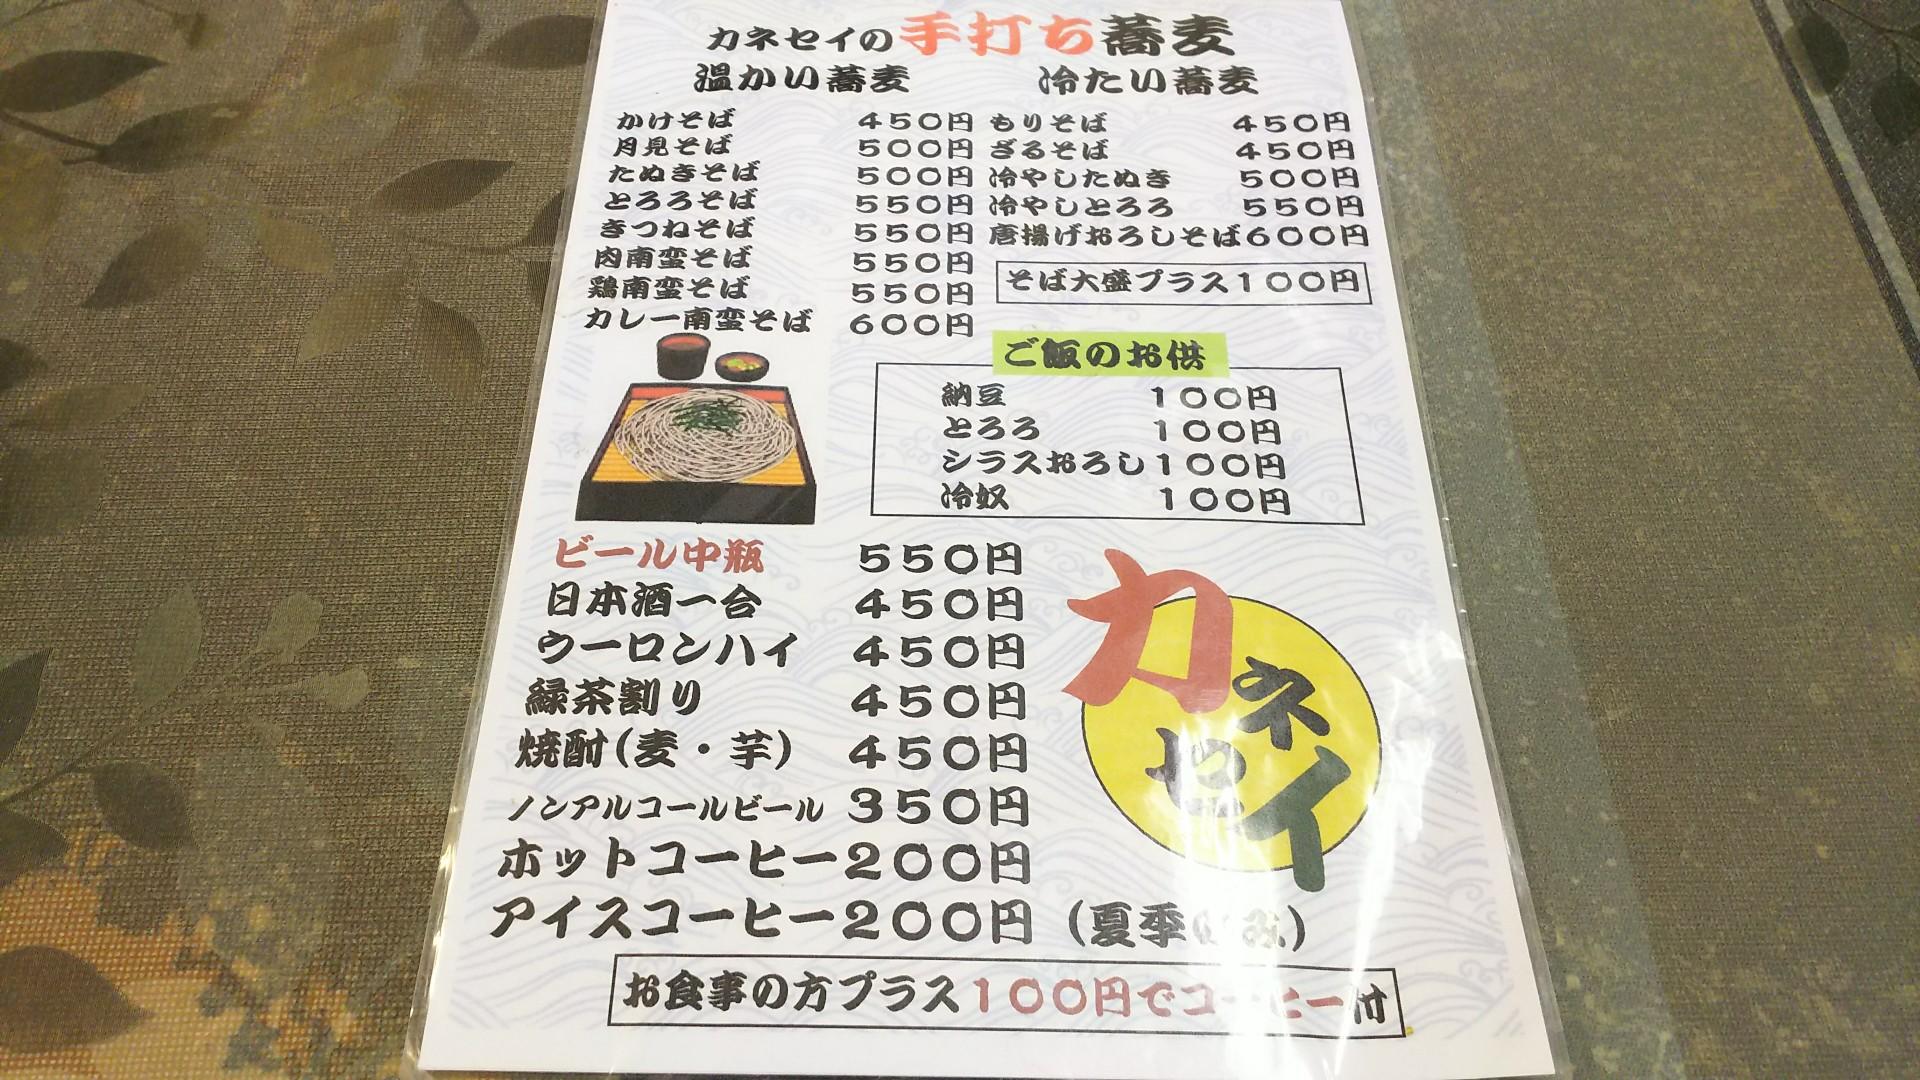 カネセイの手打ち蕎麦
温かい蕎麦
かけそば 450円
月見そば 500円
たぬきそば 500円
とろろそば 550円
きつねそば 550円
肉南蛮そば 550円
鶏南蛮そば 550円
カレー南蛮そば 600円
冷たい蕎麦
もりそば 450円
ざるそば 450円
冷やしたぬき 500円
冷やしとろろ 550円
唐揚げおろしそば600円
そば大盛プラス100円
ご飯のお供
納豆 100円
とろろ 100円
シラスおろし100円
冷奴 100円
ビール中瓶 550円
日本酒一合 450円
ウーロンハイ 450円
緑茶割り 450円
焼酎(麦・芋) 450円
ノンアルコールビール 350円
ホットコーヒー200円
アイスコーヒー200円 (夏季のみ)
お食事の方プラス100円でコーヒー付
カネセイ